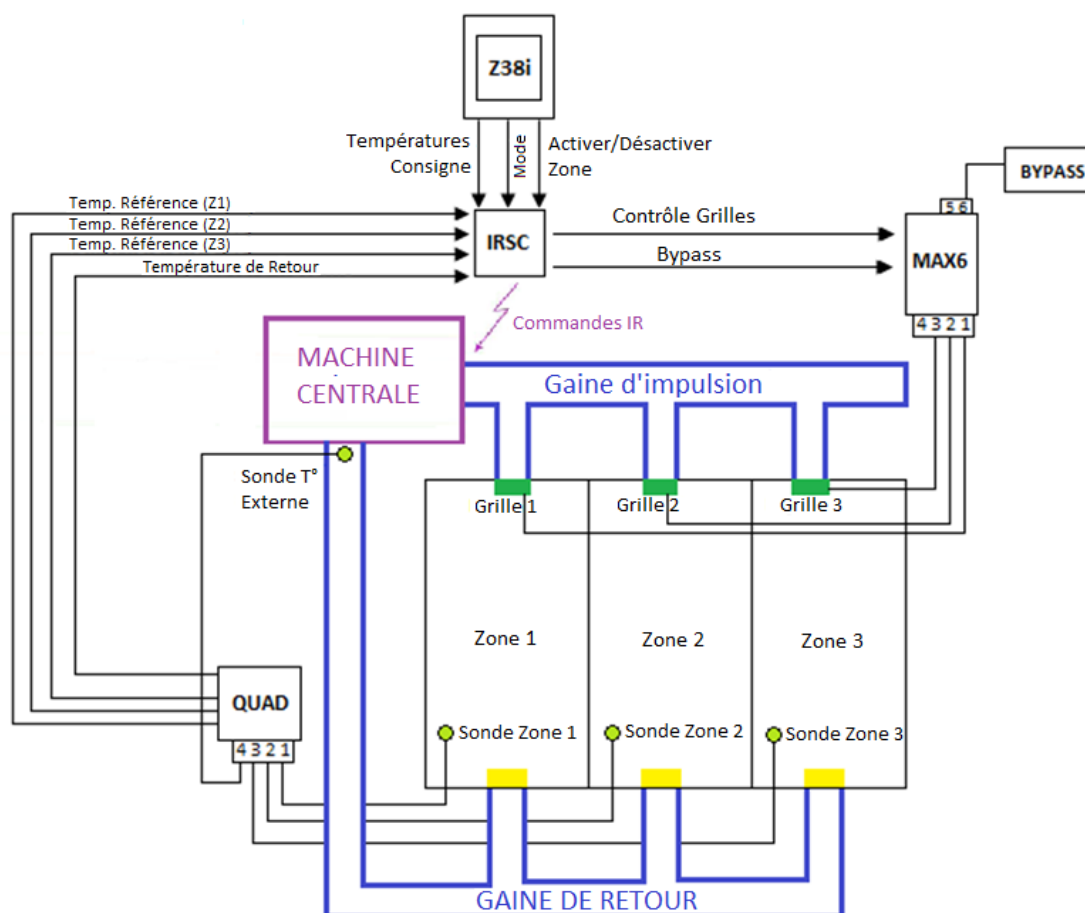 Z38i
Températures
Consigne
Mode
Activer/Désactiver
Zone
BYPASS
Temp. Référence (Z1)
Temp. Référence (Z2)
Temp. Référence (Z3)
Température de Retour
IRSC
Contrôle Grilles
Bypass
5 6
MAX6
4 3 2 1
Commandes IR
MACHINE
CENTRALE
Gaine d'impulsion
Sonde T°
Externe
Grille 1
Grille 2
Grille 3
Zone 1
Zone 2
Zone 3
QUAD
4 3 2 1
Sonde Zone 1
Sonde Zone 2
Sonde Zone 3
GAINE DE RETOUR